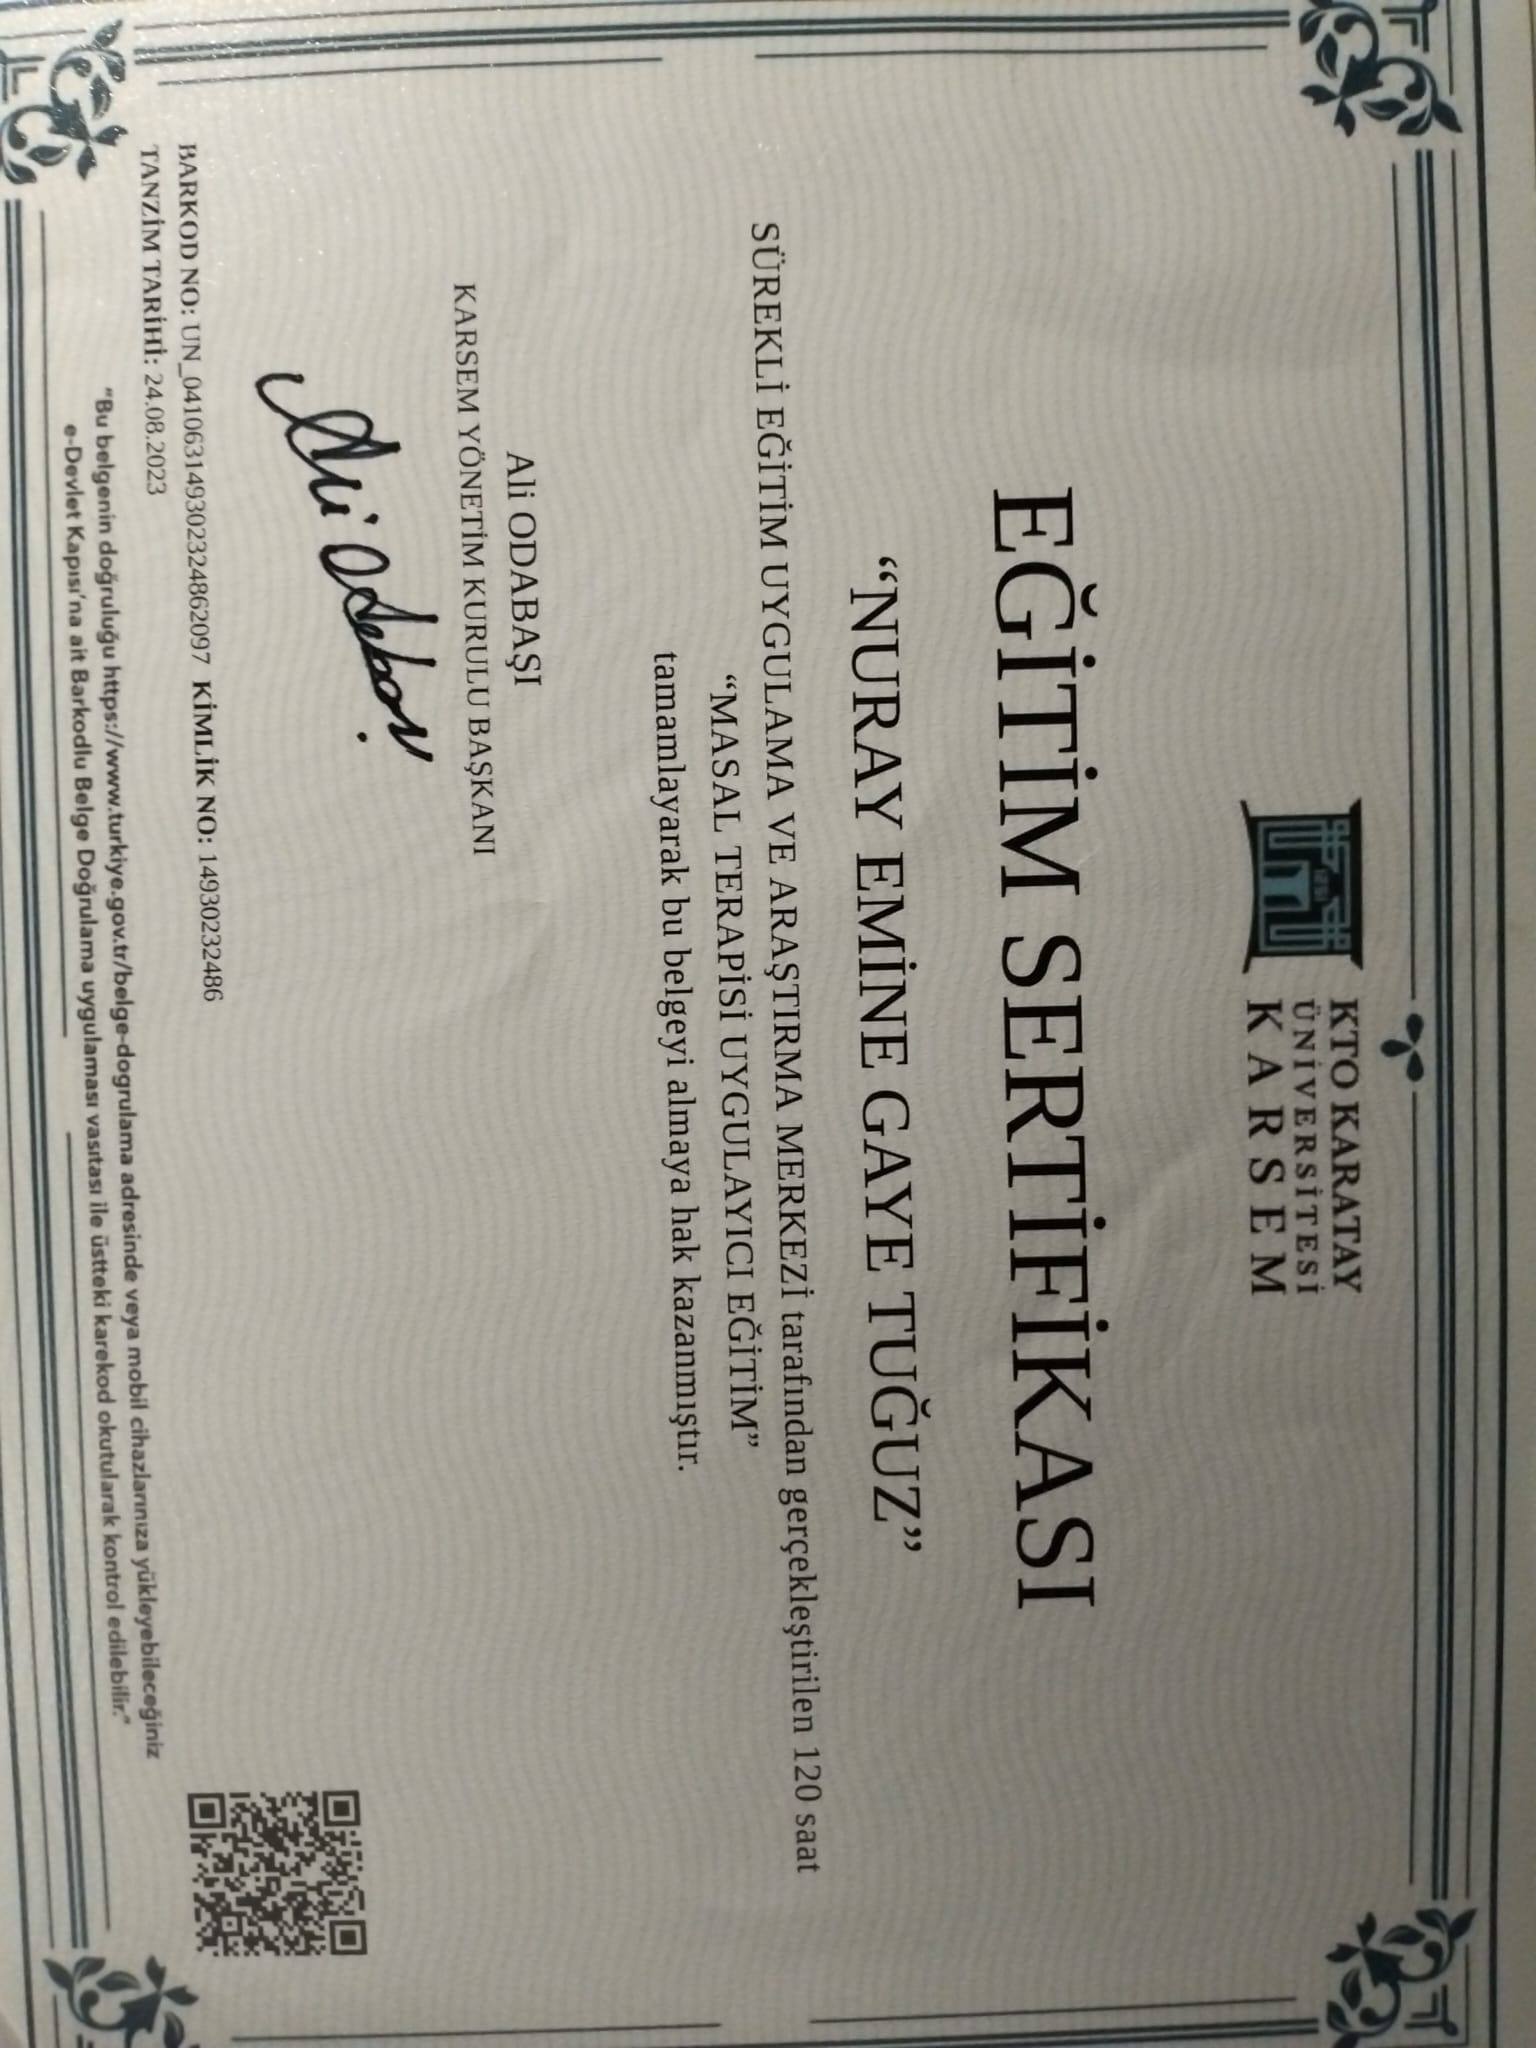 KTO KARATAY
ÜNİVERSİTESİ
KARSEM
EĞİTİM SERTİFİKASI
“NURAY EMİNE GAYE TUĞUZ”
SÜREKLİ EĞİTİM UYGULAMA VE ARAŞTIRMA MERKEZİ tarafından gerçekleştirilen 120 saat
“MASAL TERAPİSİ UYGULAYICI EĞİTİM”
tamamlayarak bu belgeyi almaya hak kazanmıştır.
Ali ODABAŞI
KARSEM YÖNETİM KURULU BAŞKANI
Ali Odabaşı
BARKOD NO: UN_041063149302324862097 KİMLİK NO: 14930232486
TANZİM TARİHİ: 24.08.2023
“Bu belgenin doğruluğu https://www.turkiye.gov.tr/belge-dogrulama adresinde veya mobil cihazlarınıza yükleyebileceğiniz
e-Devlet Kapısı’na ait Barkodlu Belge Doğrulama uygulaması vasıtası ile üstteki karekod okutularak kontrol edilebilir.”